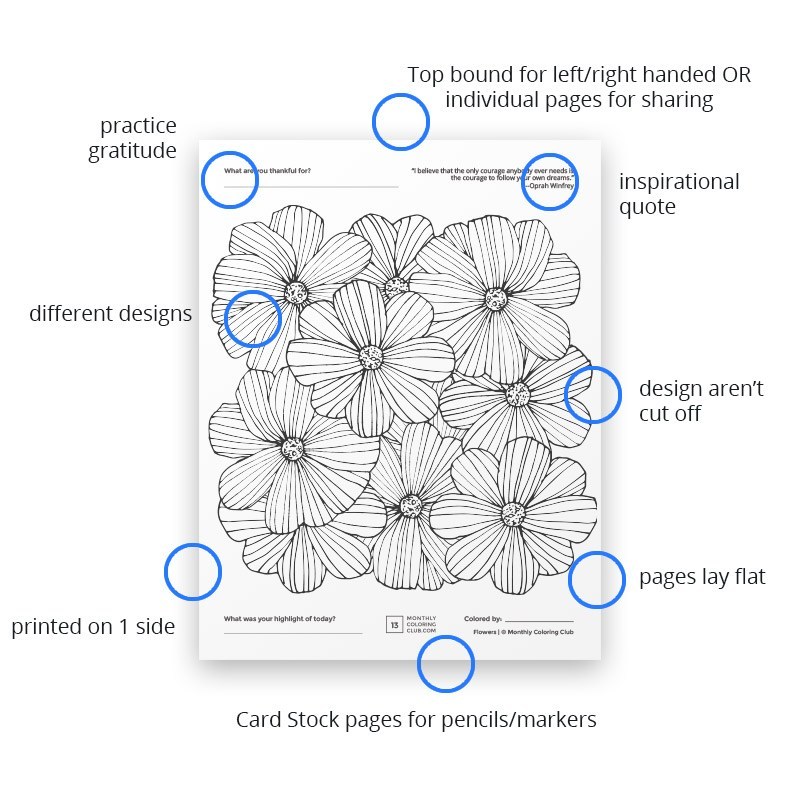 Top bound for left/right handed OR
individual pages for sharing
practice
gratitude
What are you thankful for?
"I believe that the only courage anybody ever needs is
the courage to follow your own dreams."
--Oprah Winfrey
inspirational
quote
different designs
design aren't
cut off
pages lay flat
printed on 1 side
What was your highlight of today?
13
MONTHLY
COLORING
CLUB.COM
Colored by:
Flowers | © Monthly Coloring Club
Card Stock pages for pencils/markers